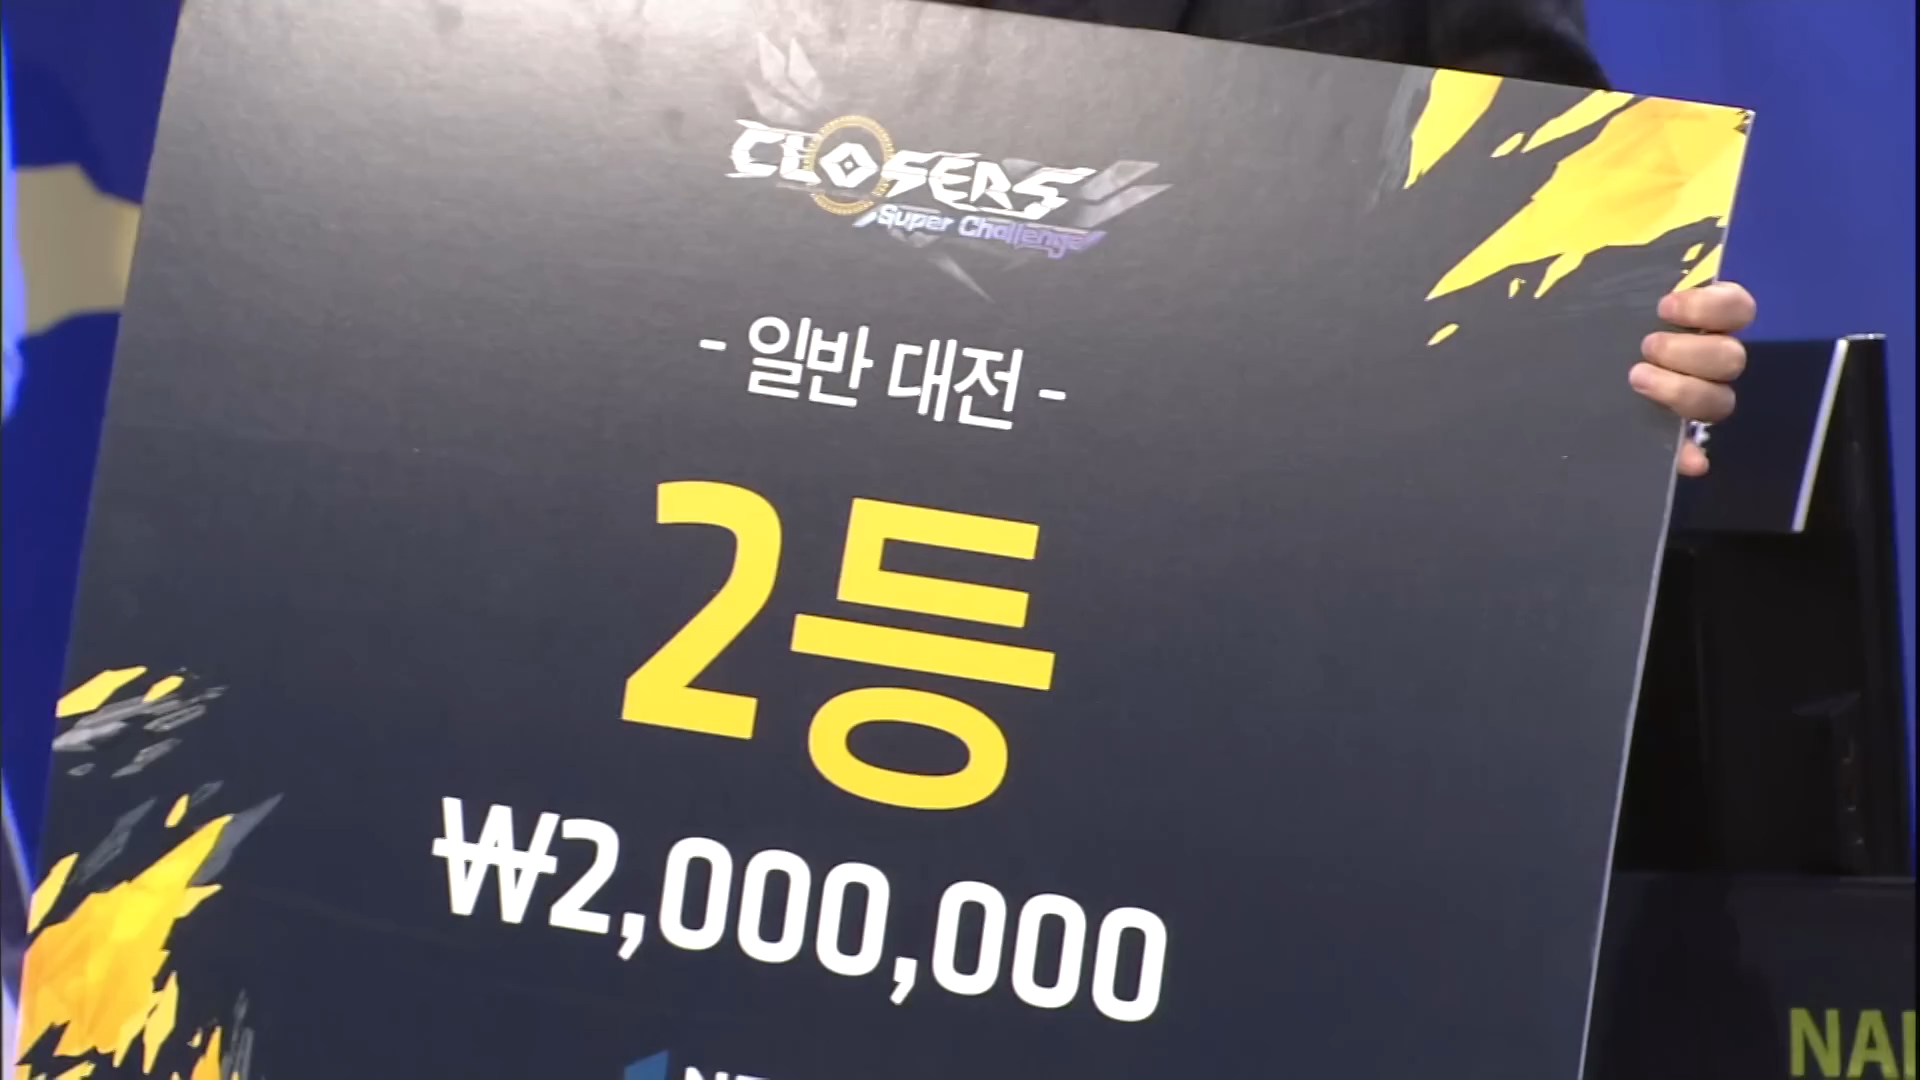 CLOSERS
Super Challenge
- 일반 대전 -
2등
₩2,000,000